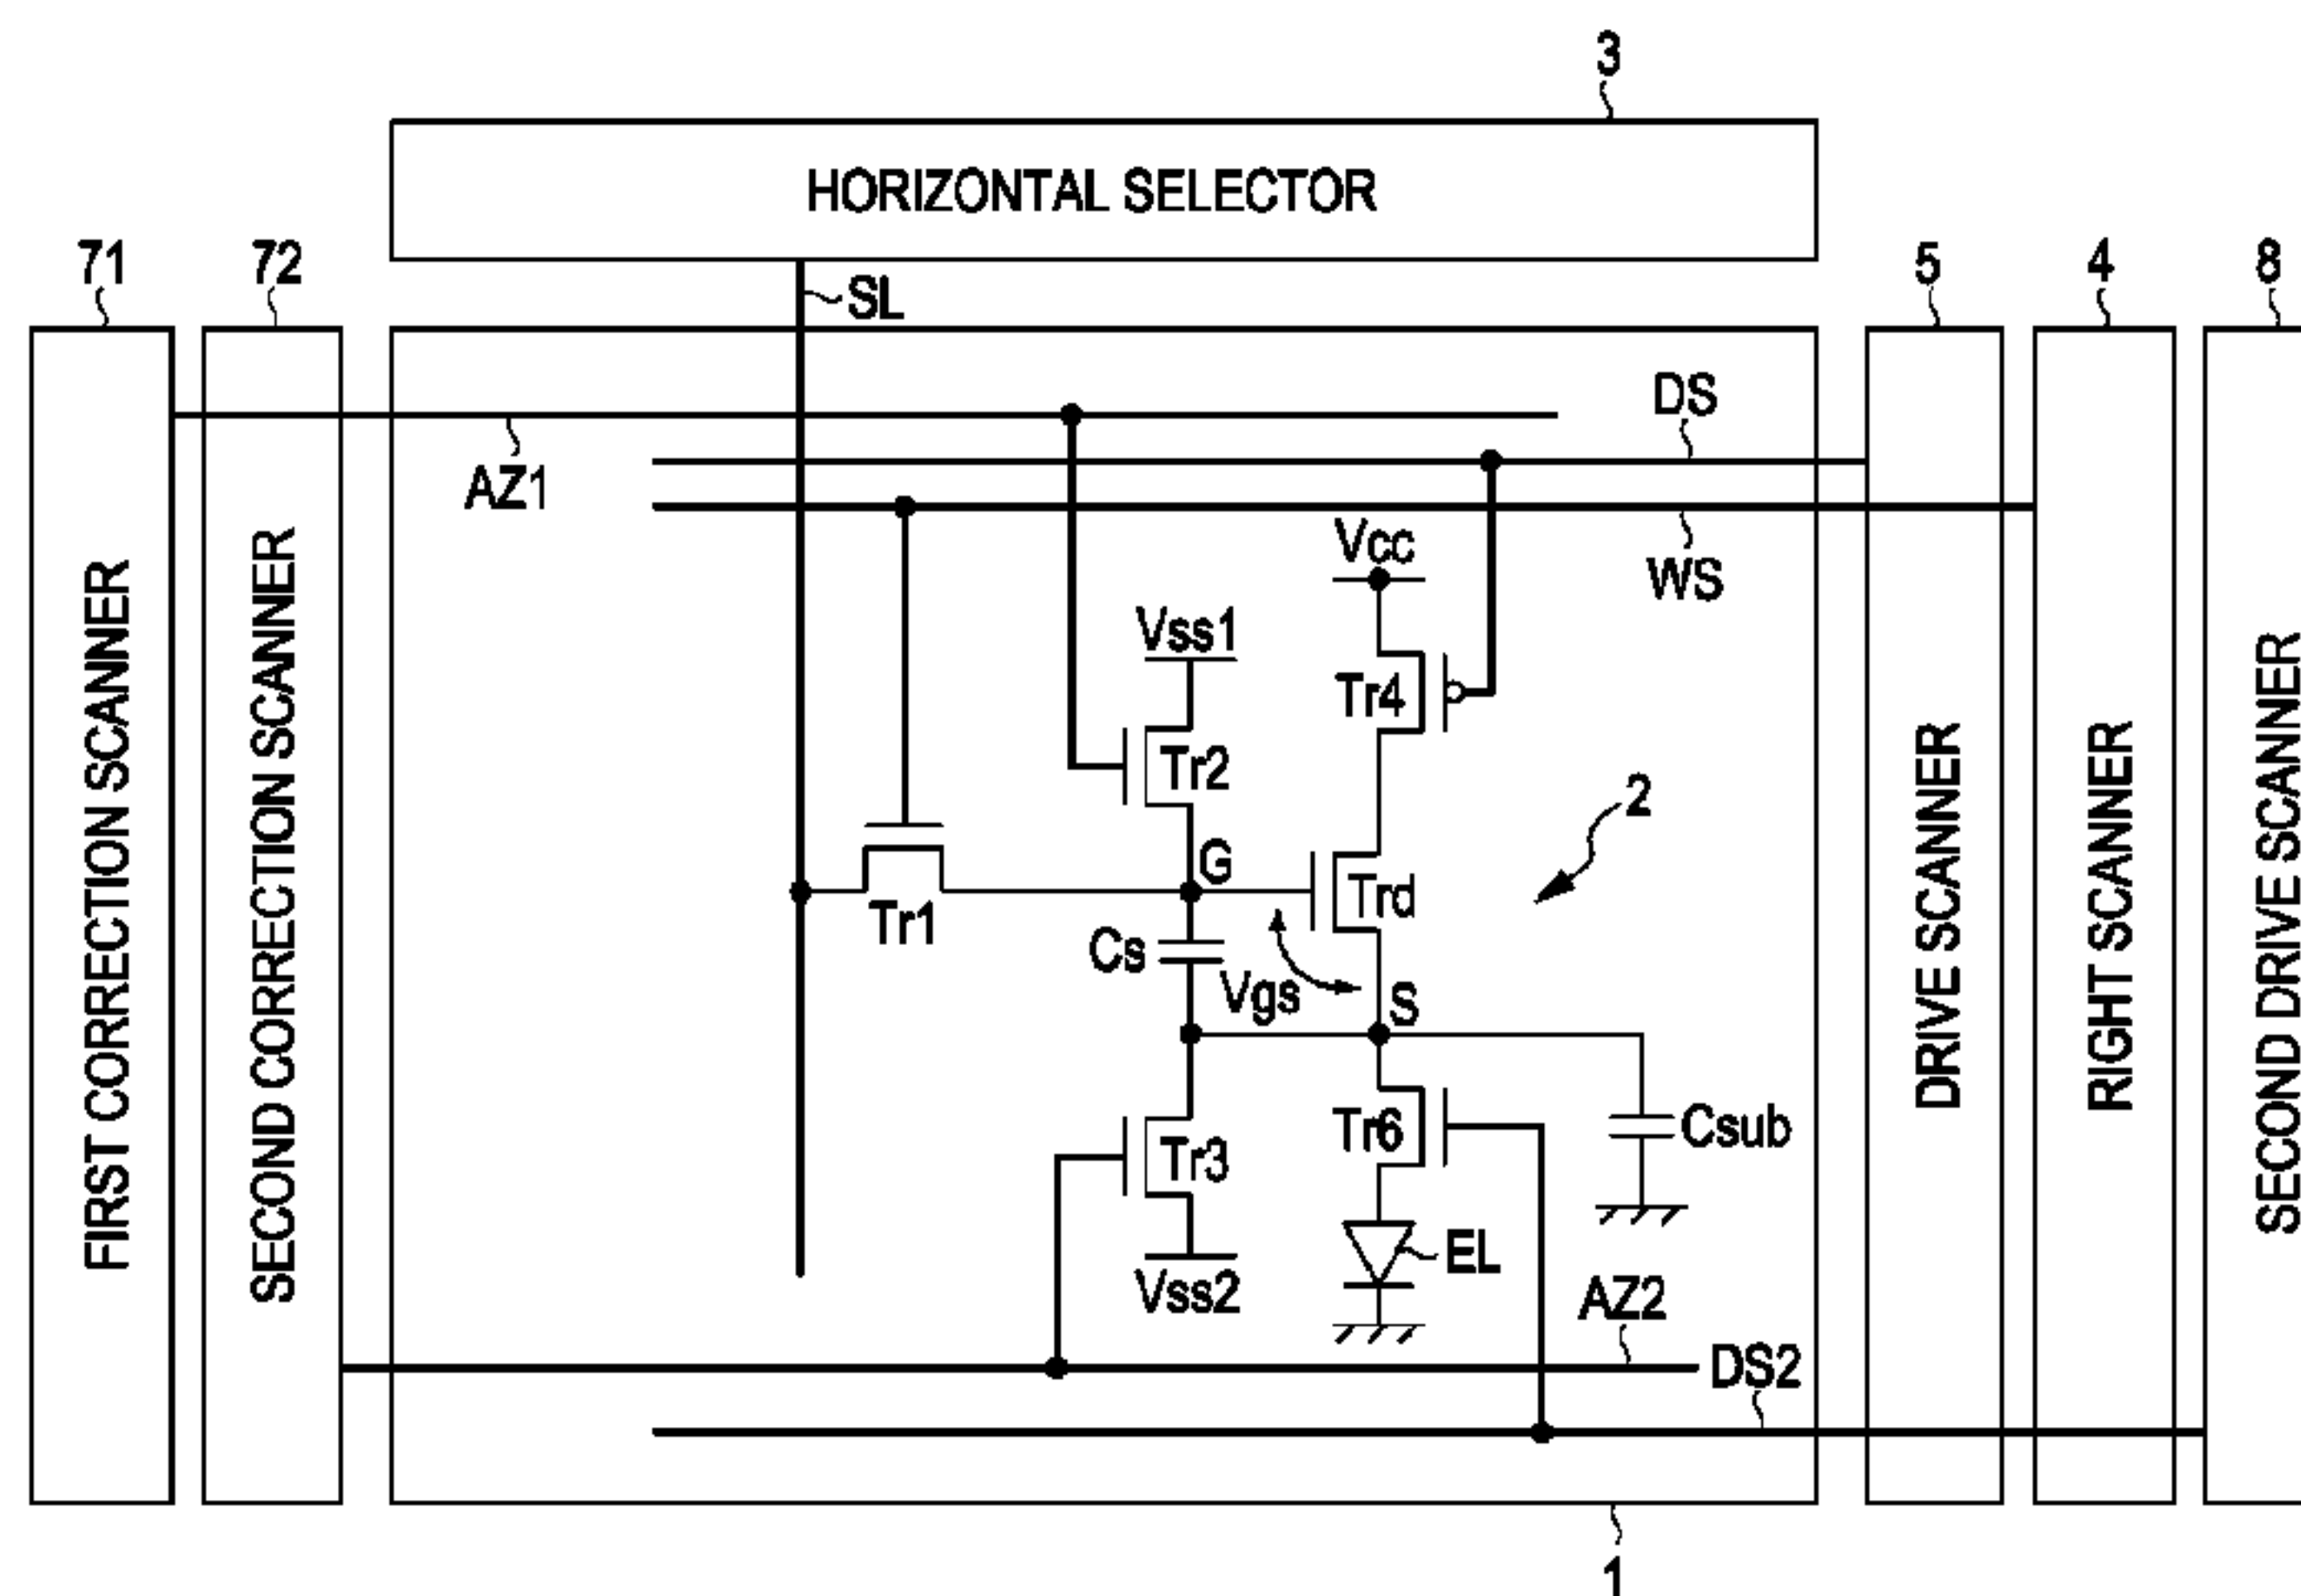 3
HORIZONTAL SELECTOR
71
72
SL
5
4
8
DS
AZ1
WS
Vcc
Vss1
Tr4
Tr2
2
G
Trd
Tr1
Cs
Vgs
S
Tr6
Csub
Tr3
EL
Vss2
AZ2
DS2
FIRST CORRECTION SCANNER
SECOND CORRECTION SCANNER
DRIVE SCANNER
RIGHT SCANNER
SECOND DRIVE SCANNER
1